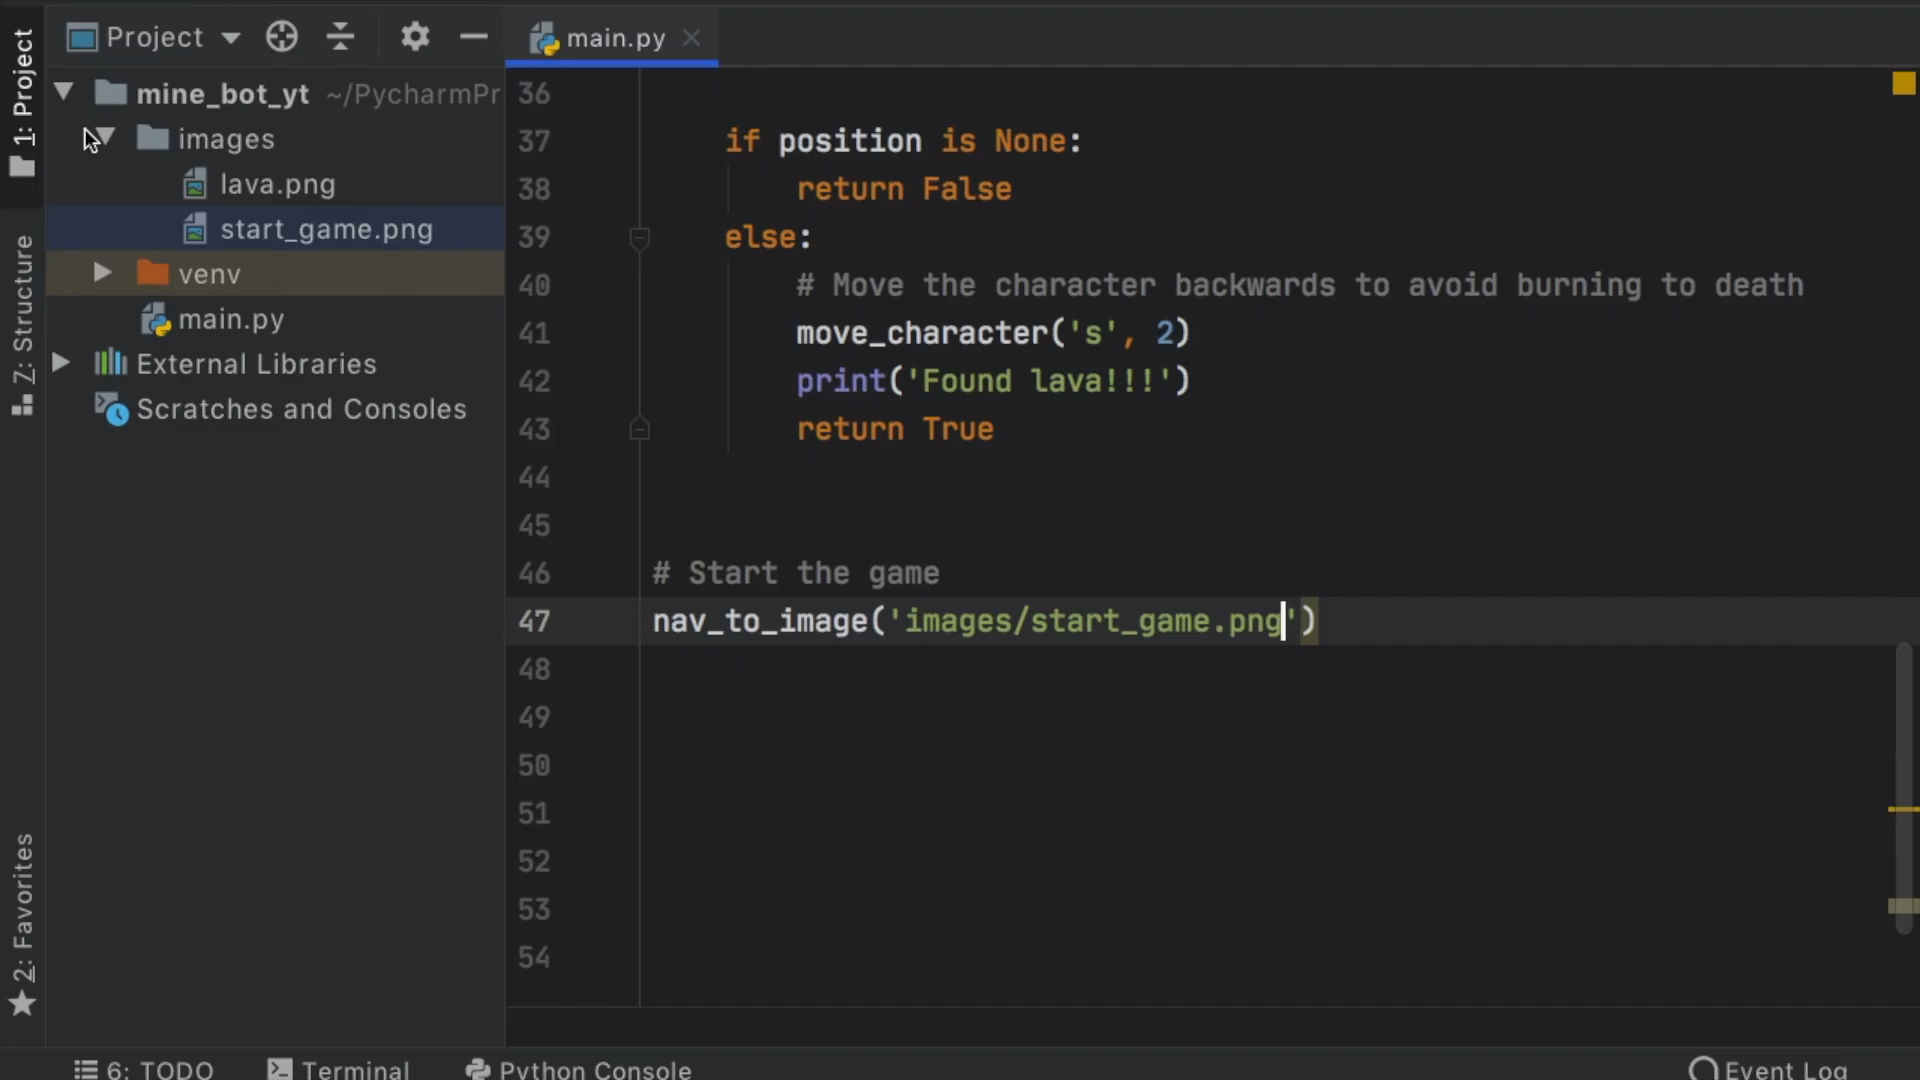 1: Project
Z: Structure
2: Favorites
Project
mine_bot_yt ~/PycharmPr
images
lava.png
start_game.png
venv
main.py
External Libraries
Scratches and Consoles
main.py
36
37 if position is None:
38 return False
39 else:
40 # Move the character backwards to avoid burning to death
41 move_character('s', 2)
42 print('Found lava!!!')
43 return True
44
45
46 # Start the game
47 nav_to_image('images/start_game.png')
48
49
50
51
52
53
54
6: TODO Terminal Python Console Event Log